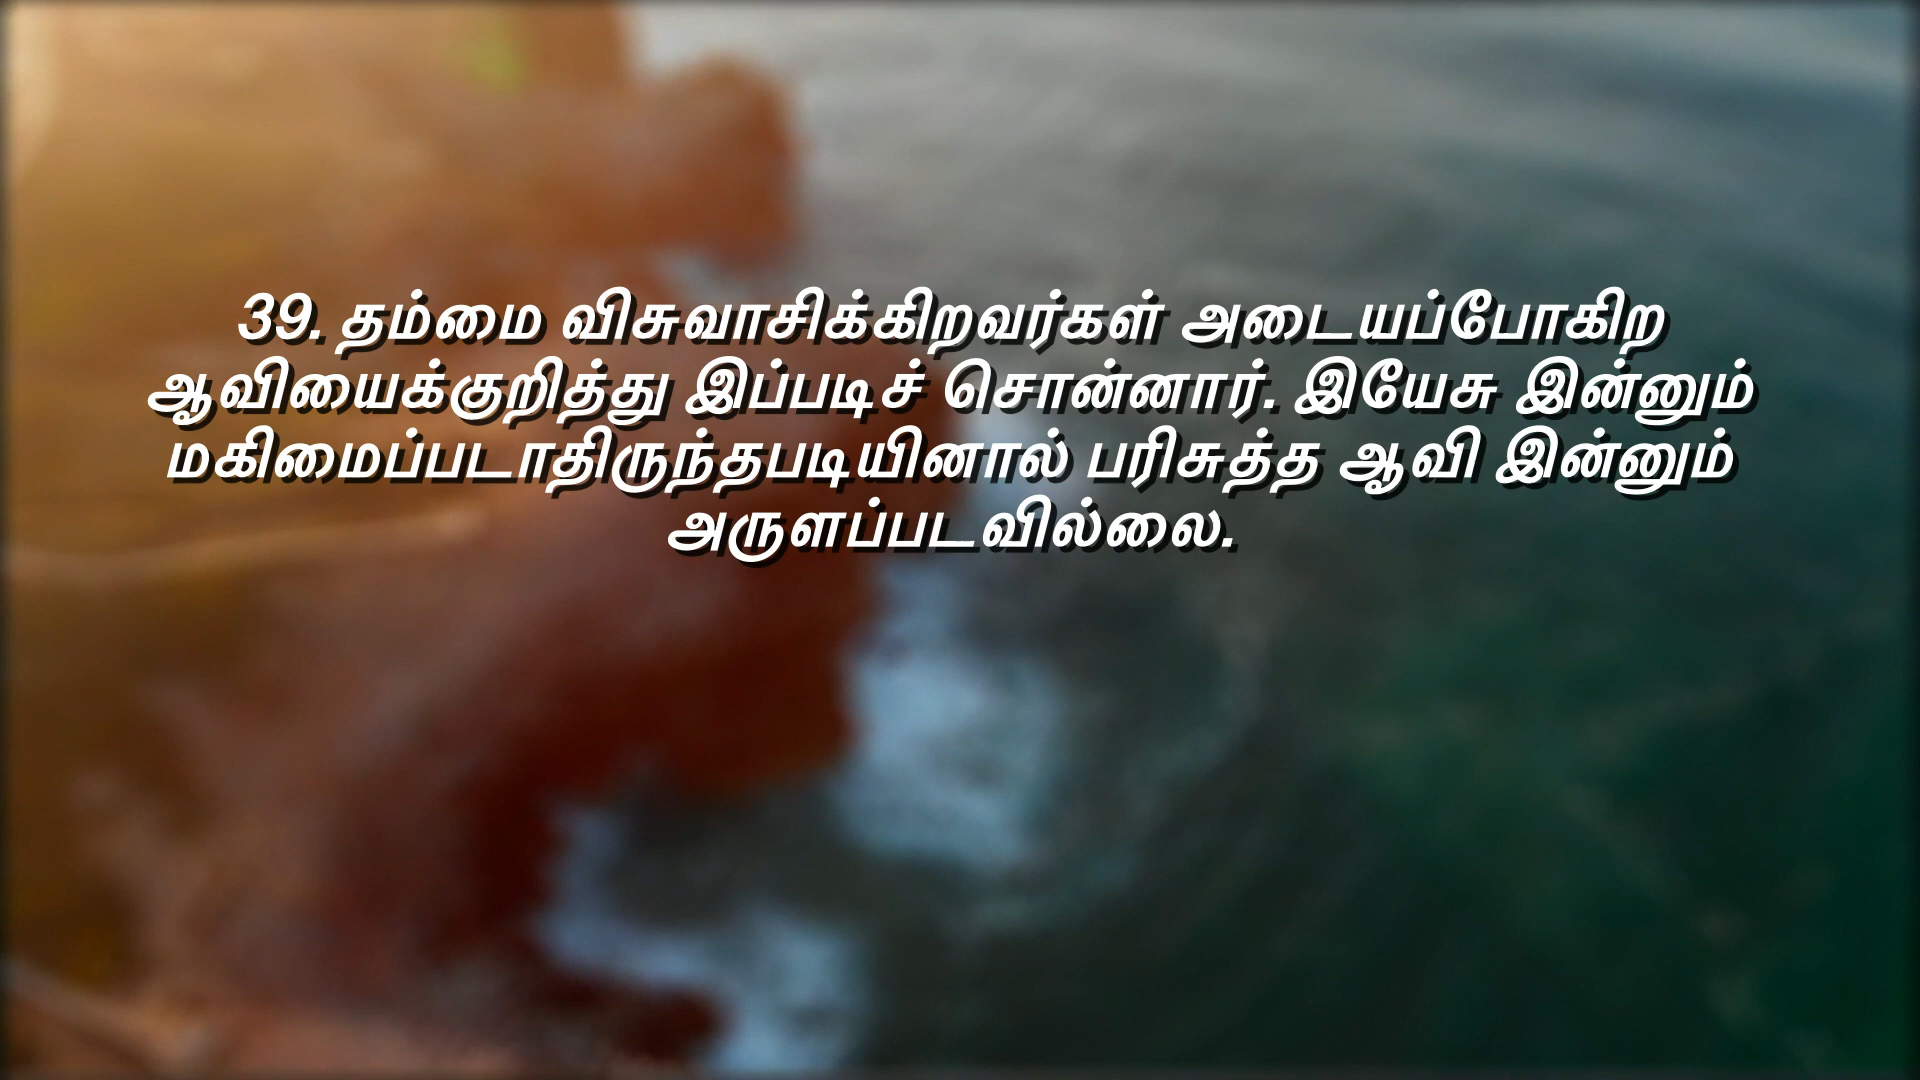 39. தம்மை விசுவாசிக்கிறவர்கள் அடையப்போகிற
ஆவியைக்குறித்து இப்படிச் சொன்னார். இயேசு இன்னும்
மகிமைப்படாதிருந்தபடியினால் பரிசுத்த ஆவி இன்னும்
அருளப்படவில்லை.